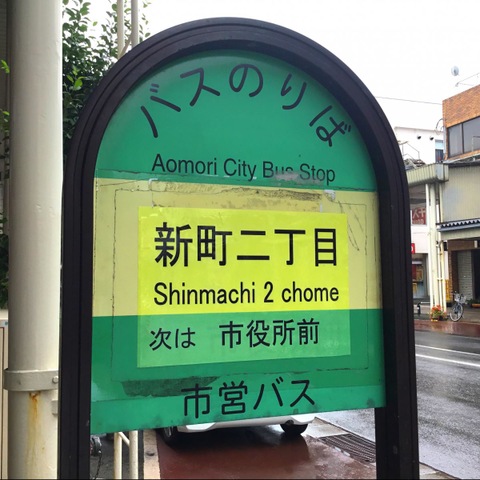 バスのりば
Aomori City Bus Stop
新町二丁目
Shinmachi 2 chome
次は 市役所前
市営バス